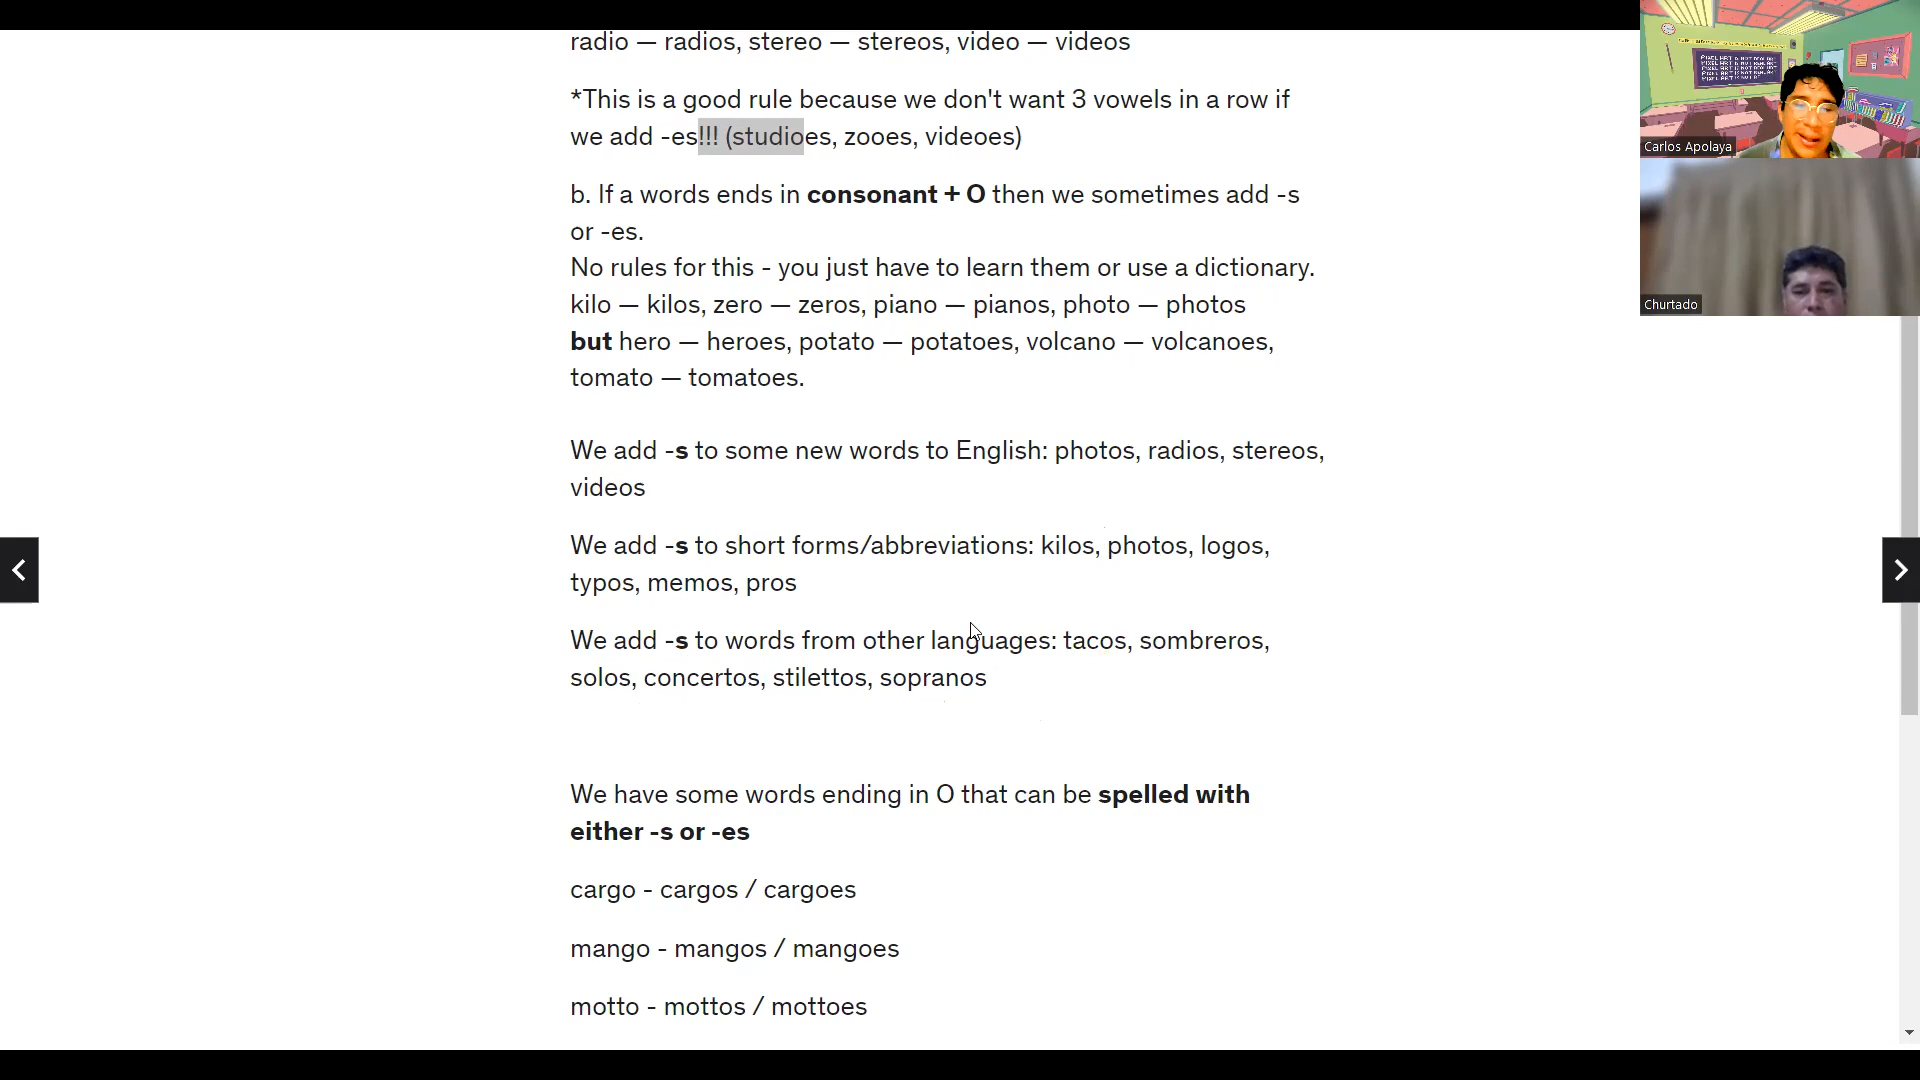 radio — radios, stereo — stereos, video — videos
*This is a good rule because we don't want 3 vowels in a row if
we add -es!!! (studioes, zooes, videoes)
b. If a words ends in consonant + O then we sometimes add -s
or -es.
No rules for this - you just have to learn them or use a dictionary.
kilo — kilos, zero — zeros, piano — pianos, photo — photos
but hero — heroes, potato — potatoes, volcano — volcanoes,
tomato — tomatoes.
We add -s to some new words to English: photos, radios, stereos,
videos
We add -s to short forms/abbreviations: kilos, photos, logos,
typos, memos, pros
We add -s to words from other languages: tacos, sombreros,
solos, concertos, stilettos, sopranos
We have some words ending in O that can be spelled with
either -s or -es
cargo - cargos / cargoes
mango - mangos / mangoes
motto - mottos / mottoes
Carlos Apolaya
Churtado